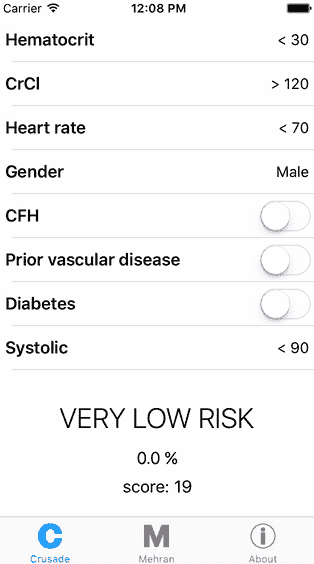 Carrier 12:08 PM
Hematocrit < 30
CrCl > 120
Heart rate < 70
Gender Male
CFH
Prior vascular disease
Diabetes
Systolic < 90
VERY LOW RISK
0.0 %
score: 19
C M i
Crusade Mehran About